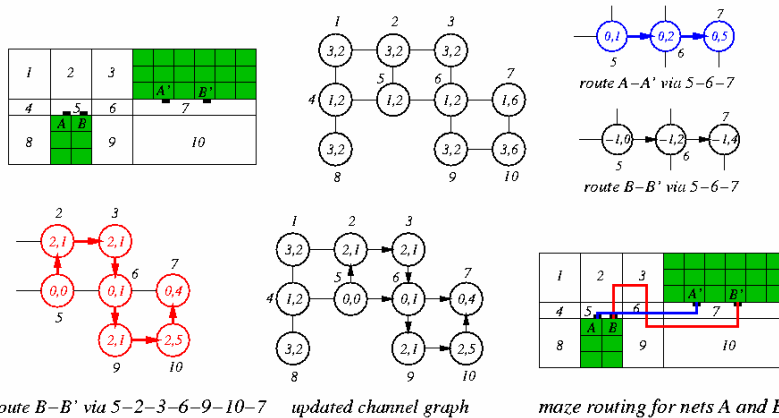 1 2 3
A' B'
4 5 6 7
A B
8 9 10
1 2 3
3,2 3,2 3,2
5 6 7
4 1,2 1,2 1,2 1,6
3,2 3,2 3,6
8 9 10
7
0,1 0,2 0,5
5 6
route A−A' via 5−6−7
7
−1,0 −1,2 −1,4
5 6
route B−B' via 5−6−7
2 3
2,1 2,1
6 7
0,0 0,1 0,4
5
2,1 2,5
9 10
route B−B' via 5−2−3−6−9−10−7
1 2 3
3,2 2,1 2,1
5 6 7
4 1,2 0,0 0,1 0,4
3,2 2,1 2,5
8 9 10
updated channel graph
1 2 3
A' B'
4 5 6 7
A B
8 9 10
maze routing for nets A and